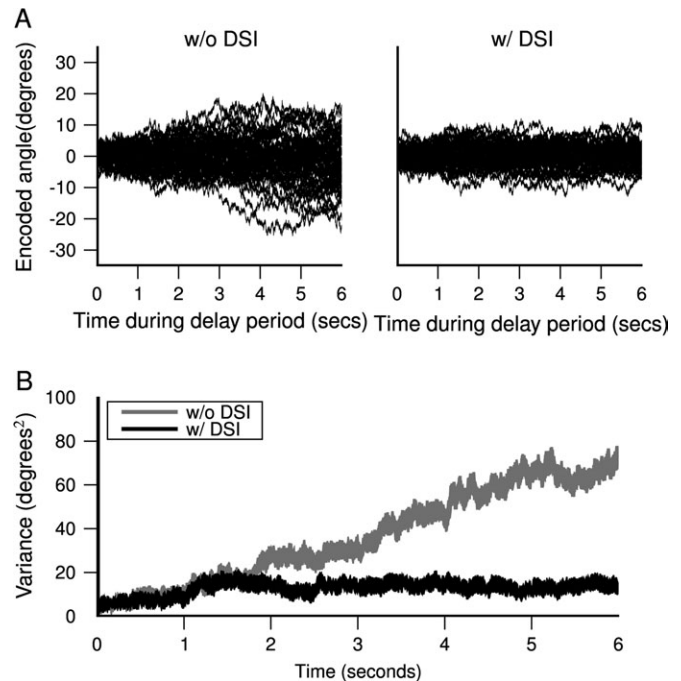 A
w/o DSI
w/ DSI
Encoded angle(degrees)
30
20
10
0
-10
-20
-30
0 1 2 3 4 5 6
0 1 2 3 4 5 6
Time during delay period (secs)
Time during delay period (secs)
B
w/o DSI
w/ DSI
Variance (degrees²)
100
80
60
40
20
0
0 1 2 3 4 5 6
Time (seconds)